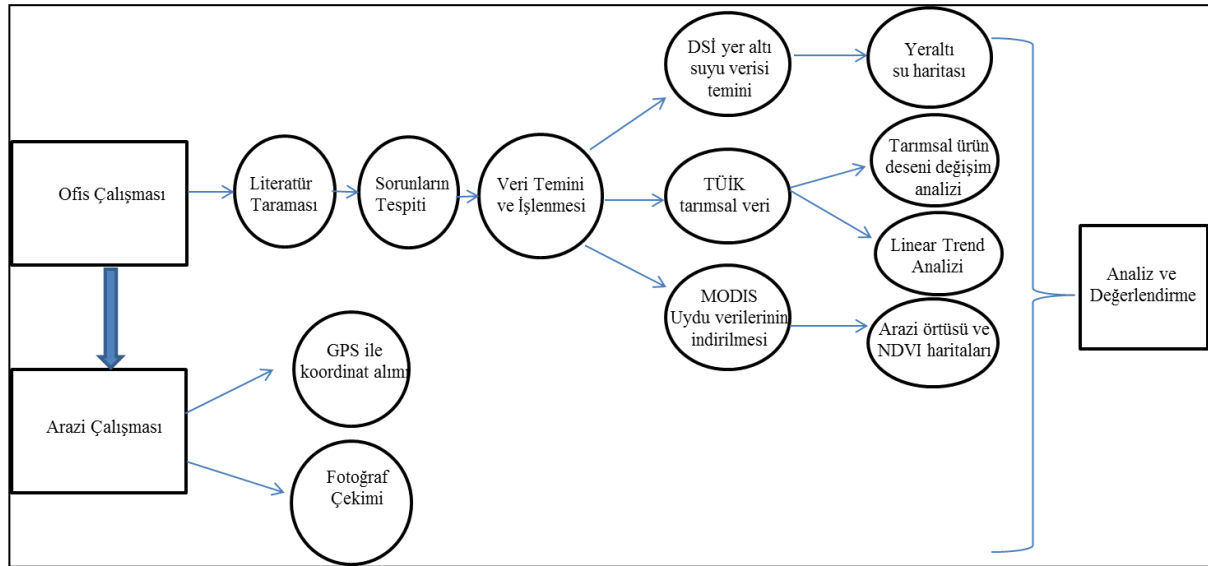 Ofis Çalışması
Literatür
Taraması
Sorunların
Tespiti
Veri Temini
ve İşlenmesi
DSİ yer altı
suyu verisi
temini
Yeraltı
su haritası
TÜİK
tarımsal veri
Tarımsal ürün
deseni değişim
analizi
Linear Trend
Analizi
MODIS
Uydu verilerinin
indirilmesi
Arazi örtüsü ve
NDVI haritaları
Analiz ve
Değerlendirme
Arazi Çalışması
GPS ile
koordinat alımı
Fotoğraf
Çekimi